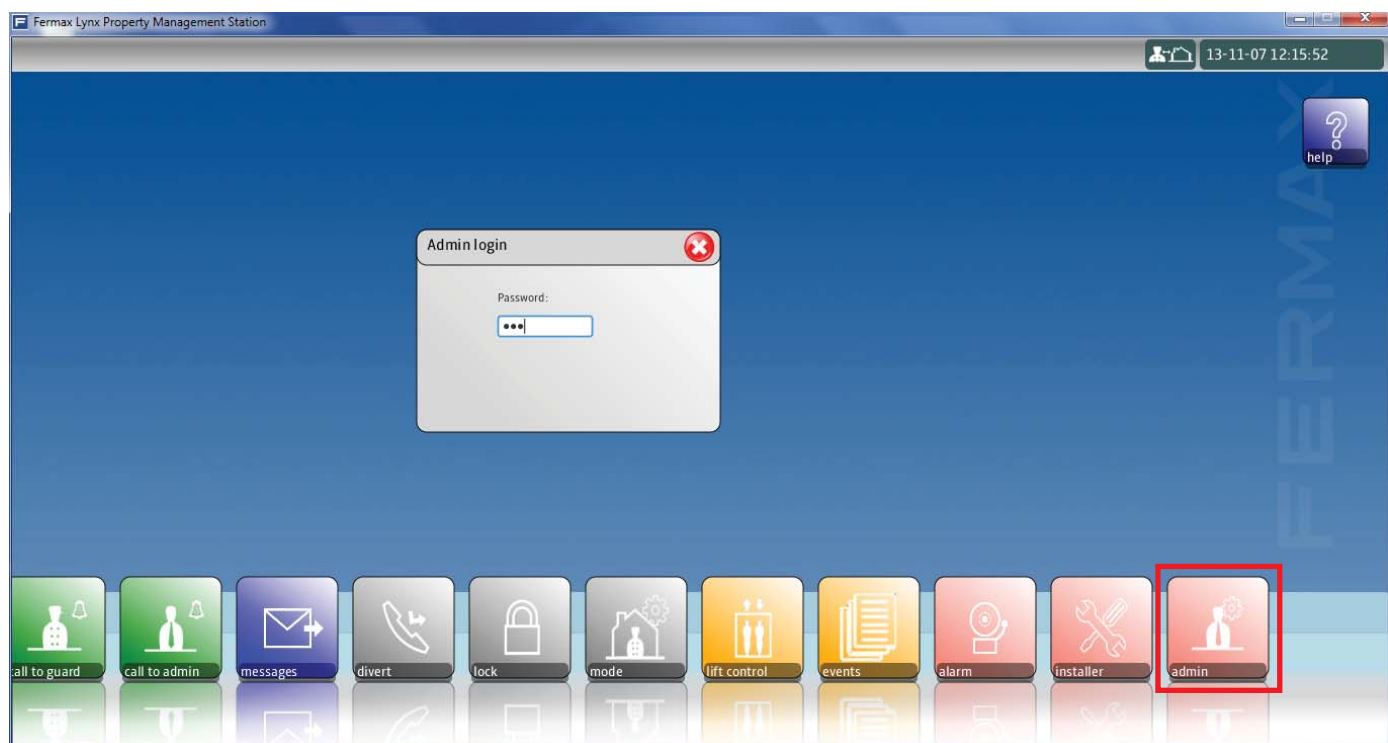 Fermax Lynx Property Management Station
13-11-07 12:15:52
help
FERMAX
Admin login
Password:
all to guard
call to admin
messages
divert
lock
mode
lift control
events
alarm
installer
admin